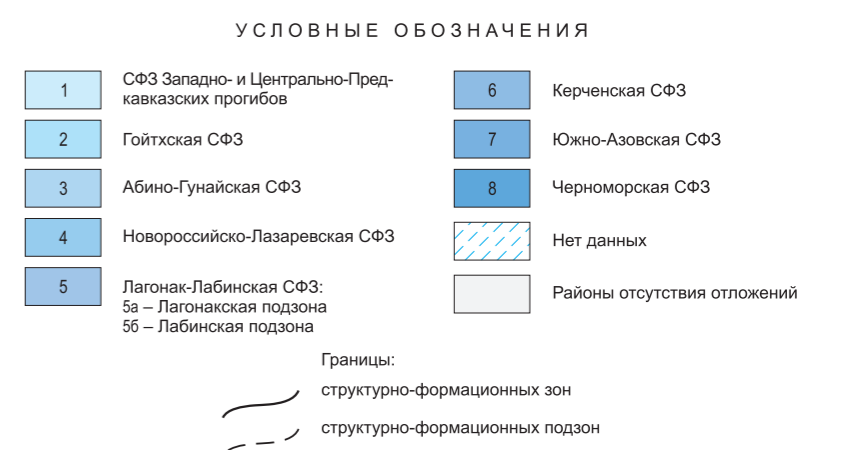 УСЛОВНЫЕ ОБОЗНАЧЕНИЯ
1
СФЗ Западно- и Центрально-Пред-
кавказских прогибов
2
Гойтхская СФЗ
3
Абино-Гунайская СФЗ
4
Новороссийско-Лазаревская СФЗ
5
Лагонак-Лабинская СФЗ:
5а – Лагонакская подзона
5б – Лабинская подзона
6
Керченская СФЗ
7
Южно-Азовская СФЗ
8
Черноморская СФЗ
Нет данных
Районы отсутствия отложений
Границы:
структурно-формационных зон
структурно-формационных подзон